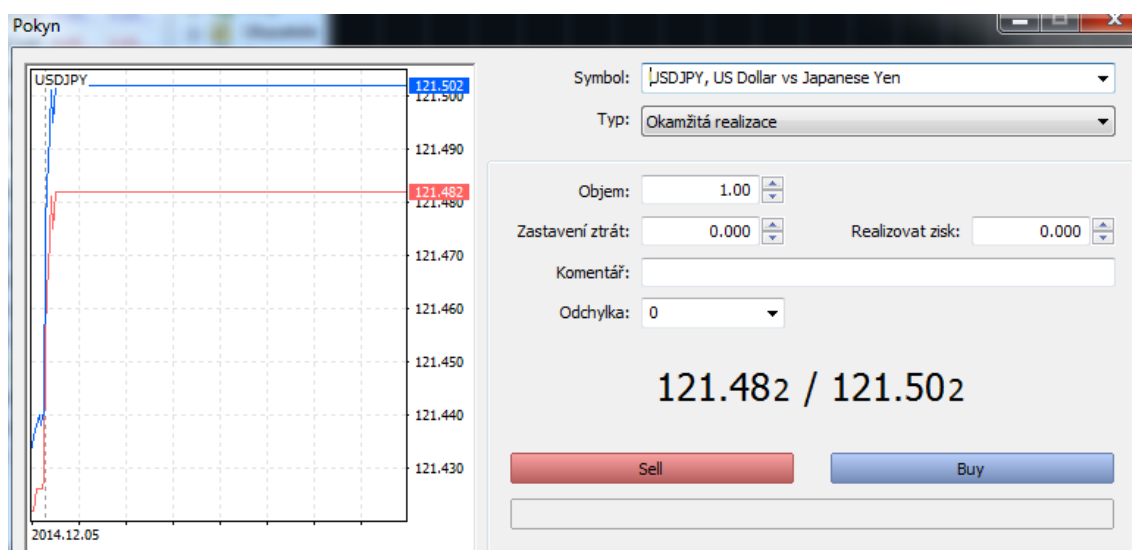 Pokyn
USDJPY
121.502
121.500
121.490
121.482
121.480
121.470
121.460
121.450
121.440
121.430
2014.12.05
Symbol: USDJPY, US Dollar vs Japanese Yen
Typ: Okamžitá realizace
Objem: 1.00
Zastavení ztrát: 0.000 Realizovat zisk: 0.000
Komentář:
Odchylka: 0
121.482 / 121.502
Sell Buy